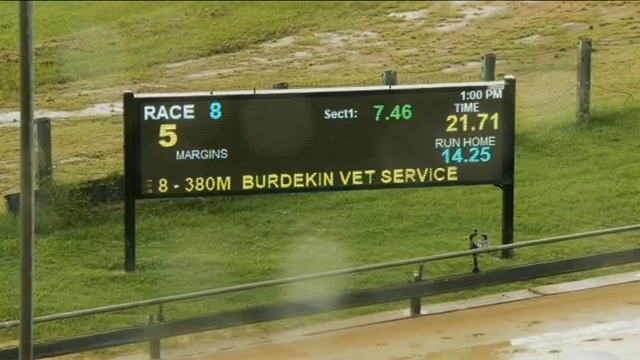 1:00 PM
RACE 8 Sect1: 7.46 TIME
5 21.71
MARGINS RUN HOME
14.25
8 - 380M BURDEKIN VET SERVICE